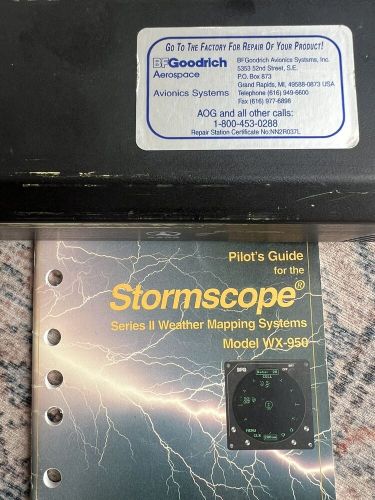 GO TO THE FACTORY FOR REPAIR OF YOUR PRODUCT!
BFGoodrich
Aerospace
Avionics Systems
BFGoodrich Avionics Systems, Inc.
5353 52nd Street, S.E.
P.O. Box 873
Grand Rapids, MI, 49588-0873 USA
Telephone (616) 949-6600
Fax (616) 977-6898
AOG and all other calls:
1-800-453-0288
Repair Station Certificate No:NN2R037L
Pilot's Guide
for the
Stormscope®
Series II Weather Mapping Systems
Model WX-950